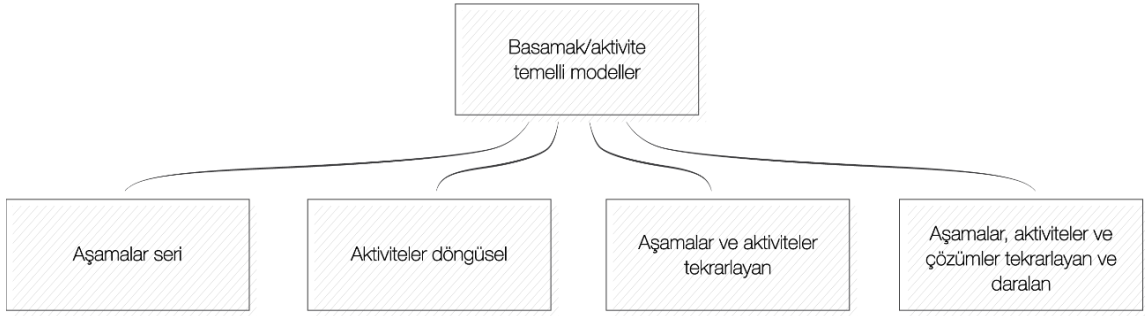 Basamak/aktivite
temelli modeller
Aşamalar seri
Aktiviteler döngüsel
Aşamalar ve aktiviteler
tekrarlayan
Aşamalar, aktiviteler ve
çözümler tekrarlayan ve
daralan